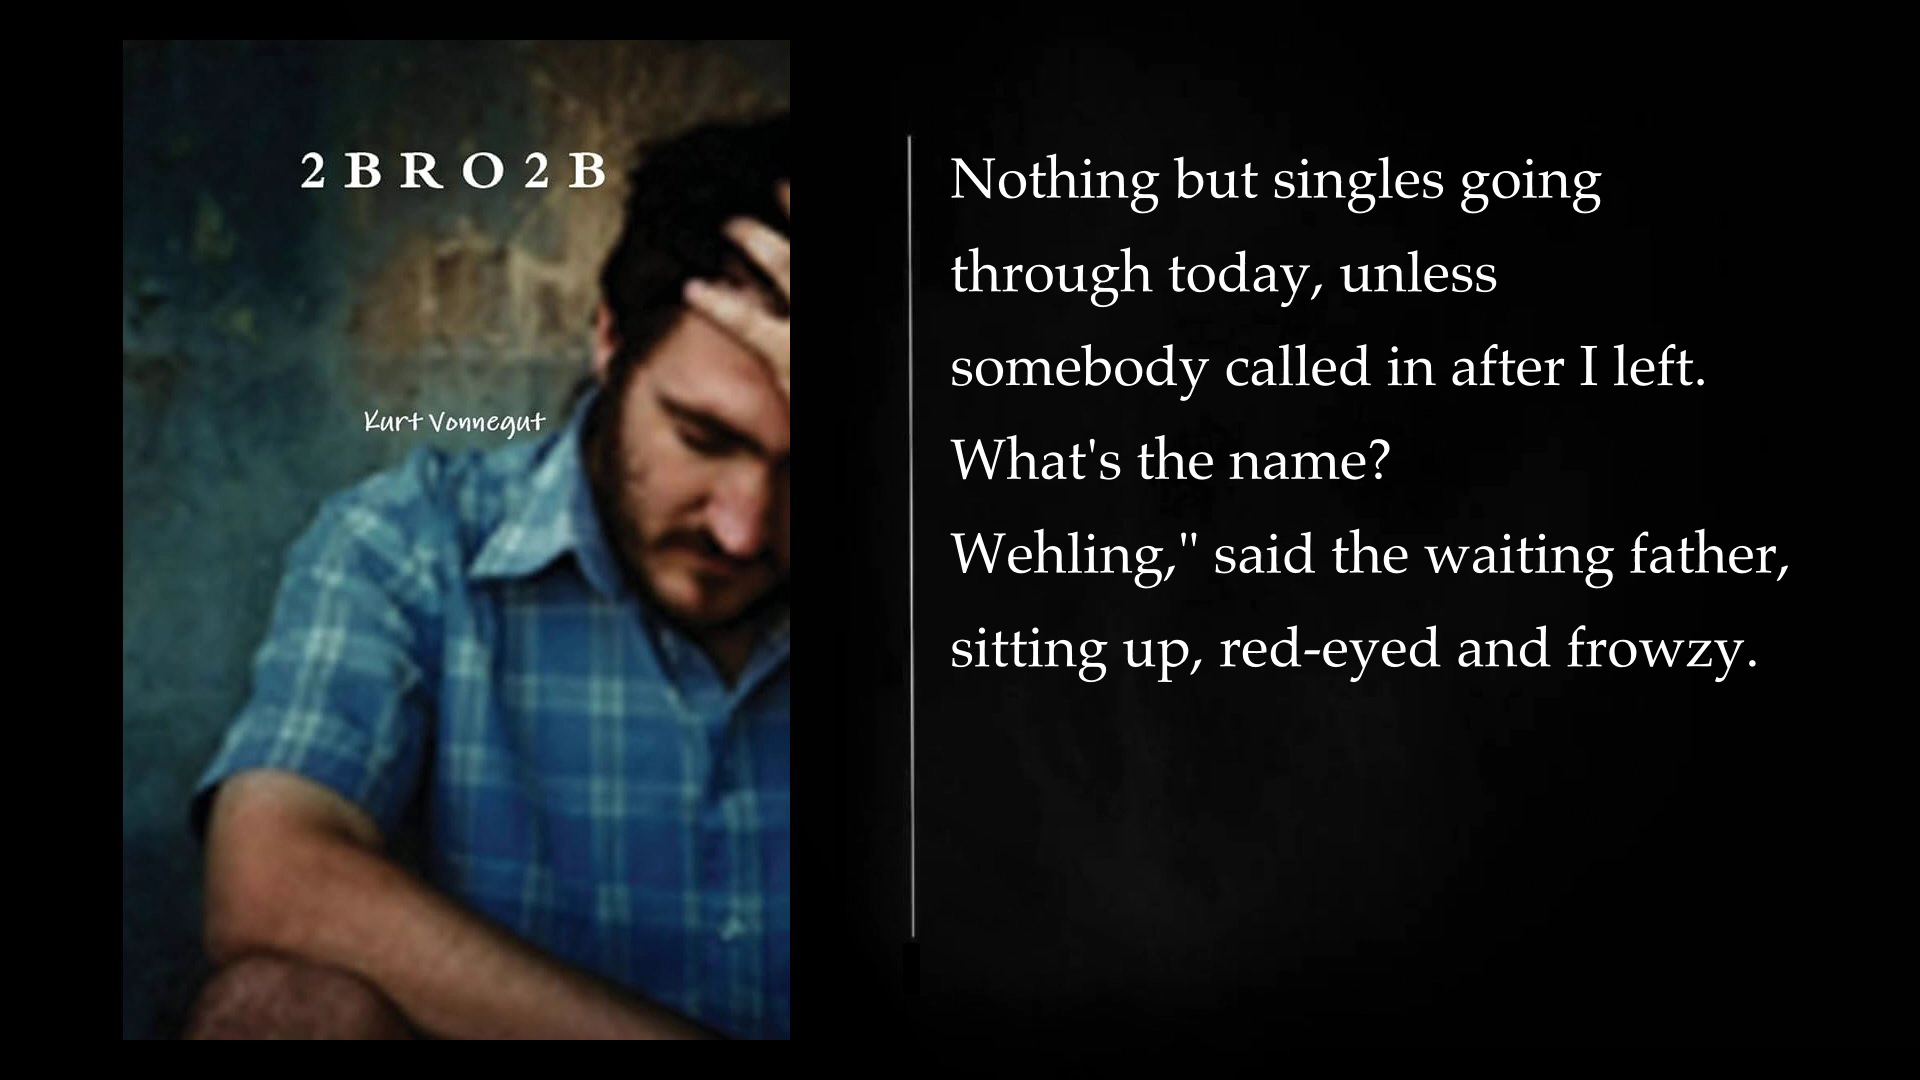 2 B R O 2 B
Kurt Vonnegut
Nothing but singles going
through today, unless
somebody called in after I left.
What's the name?
Wehling," said the waiting father,
sitting up, red-eyed and frowzy.